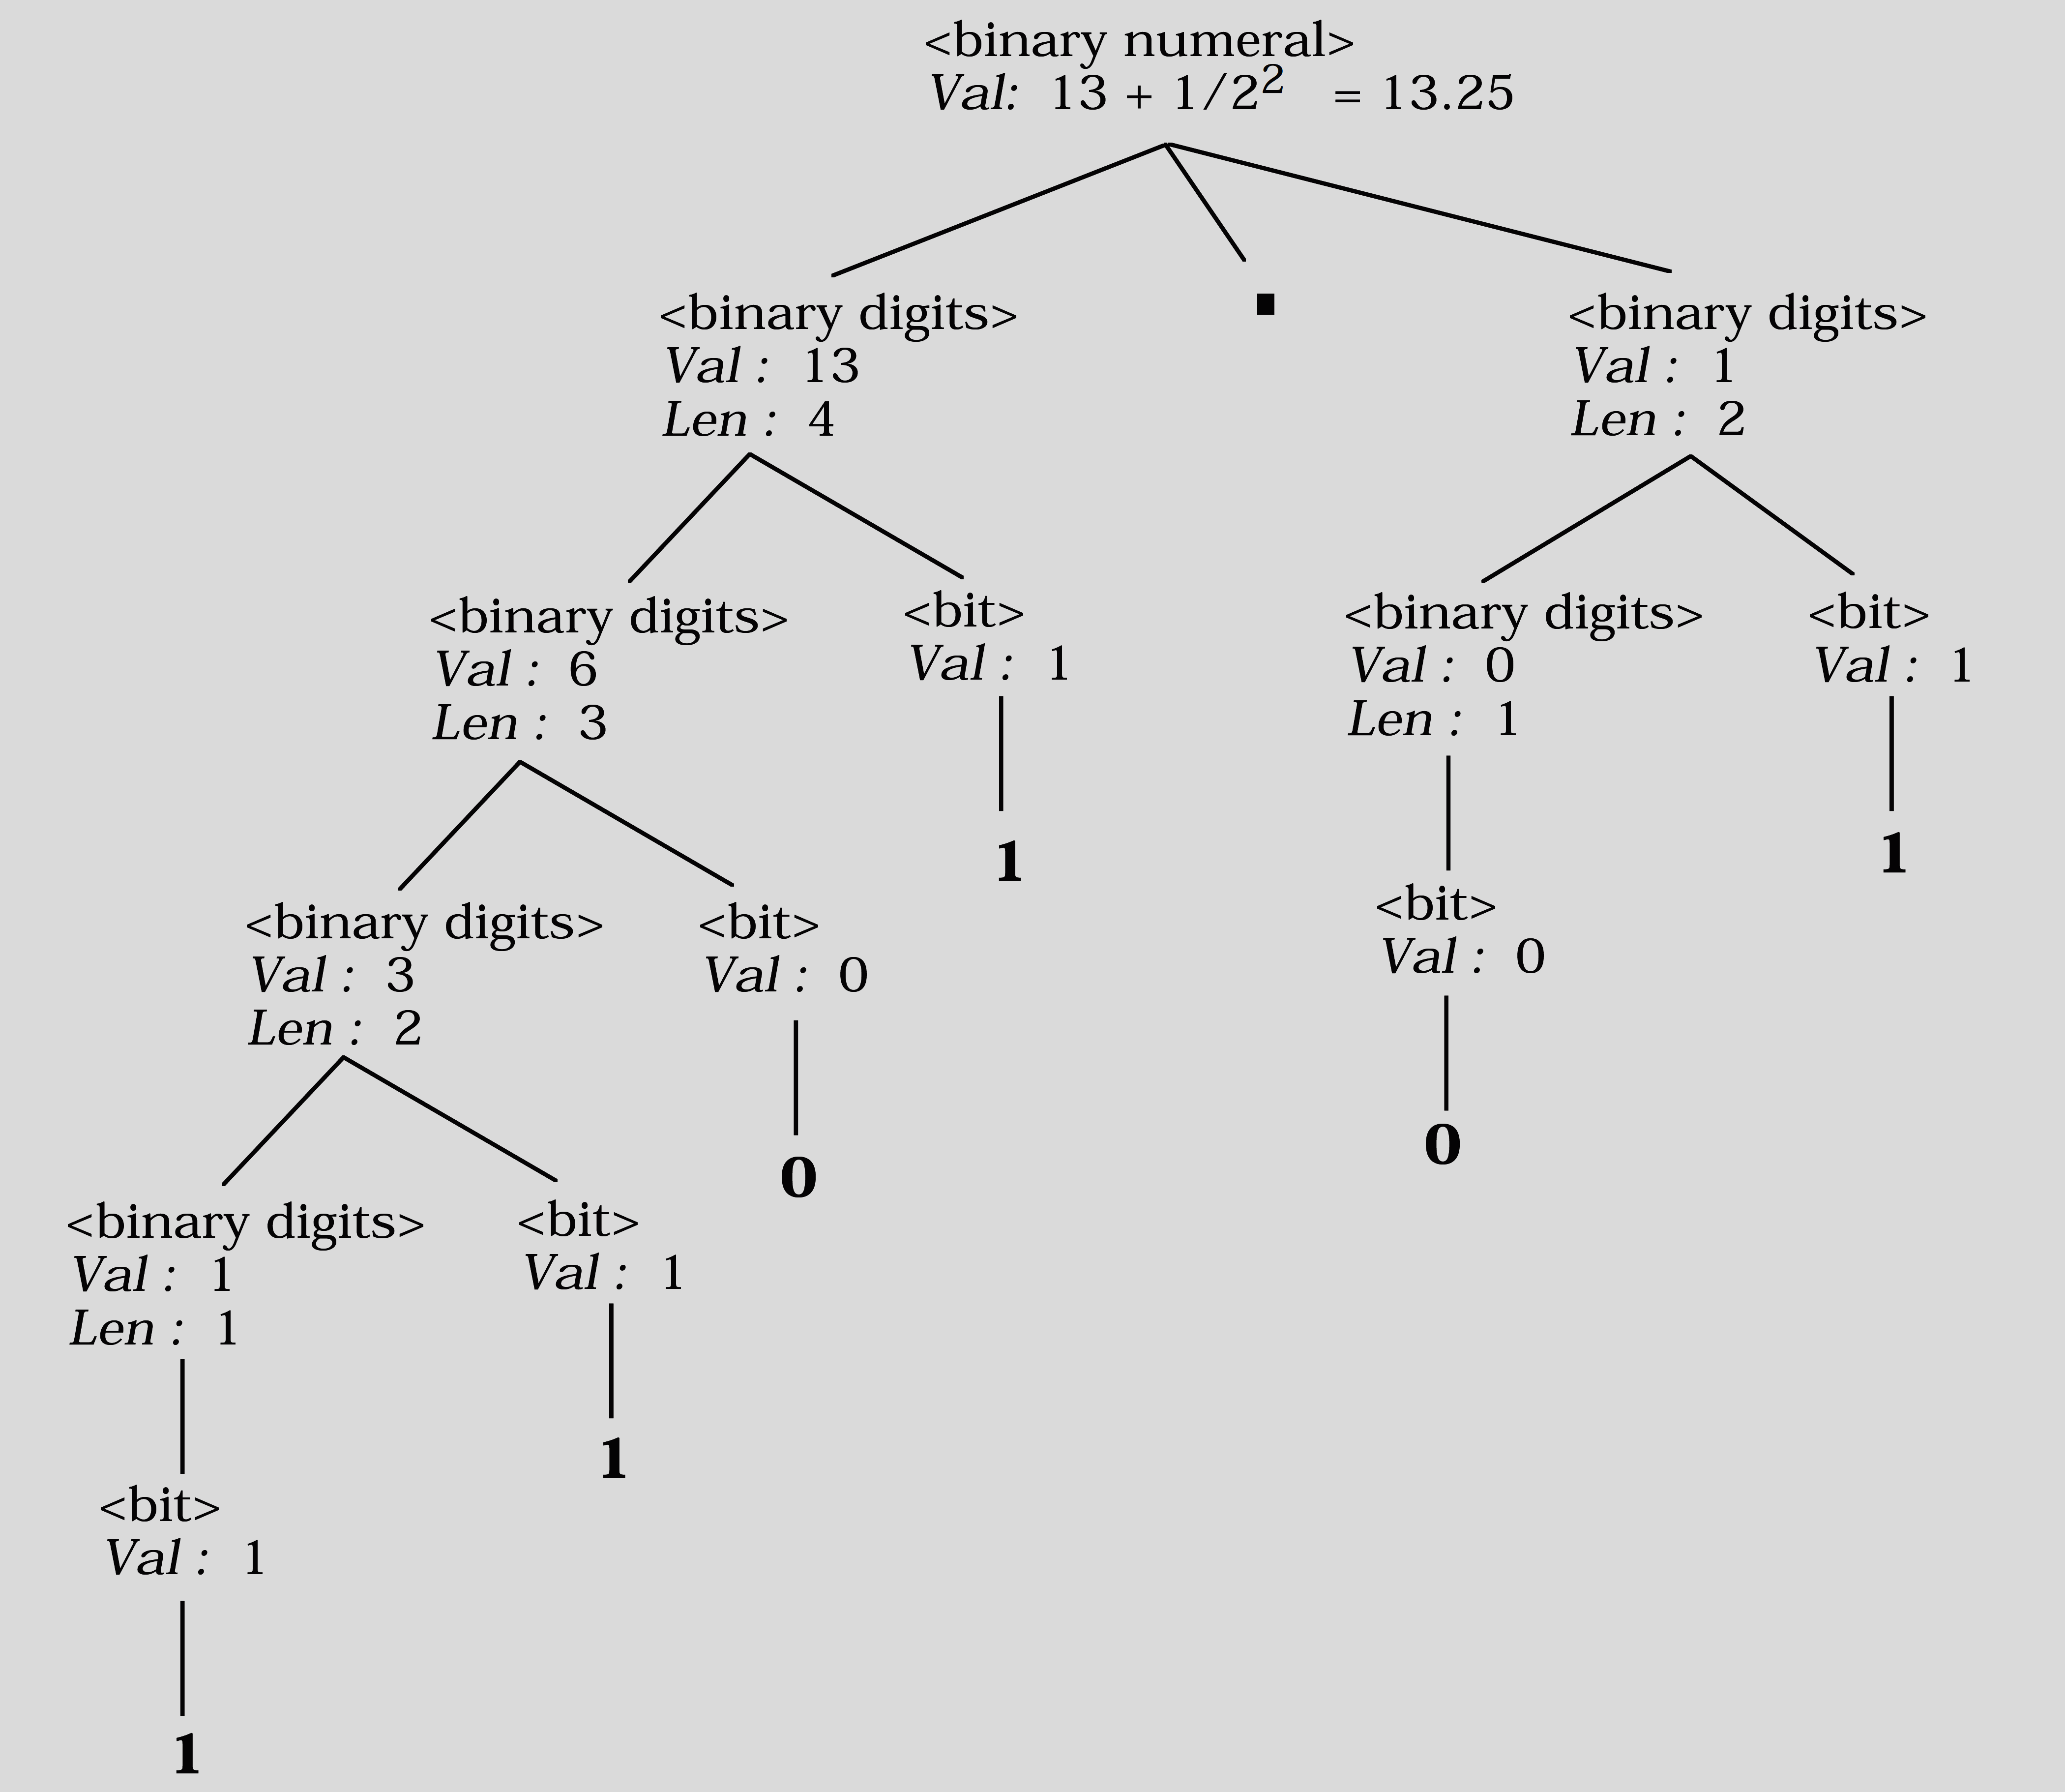 <binary numeral>
Val: 13 + 1/2² = 13.25
<binary digits>
Val : 13
Len : 4
.
<binary digits>
Val : 1
Len : 2
<binary digits>
Val : 6
Len : 3
<bit>
Val : 1
1
<binary digits>
Val : 0
Len : 1
<bit>
Val : 1
1
<binary digits>
Val : 3
Len : 2
<bit>
Val : 0
0
<bit>
Val : 0
0
<binary digits>
Val : 1
Len : 1
<bit>
Val : 1
1
<bit>
Val : 1
1